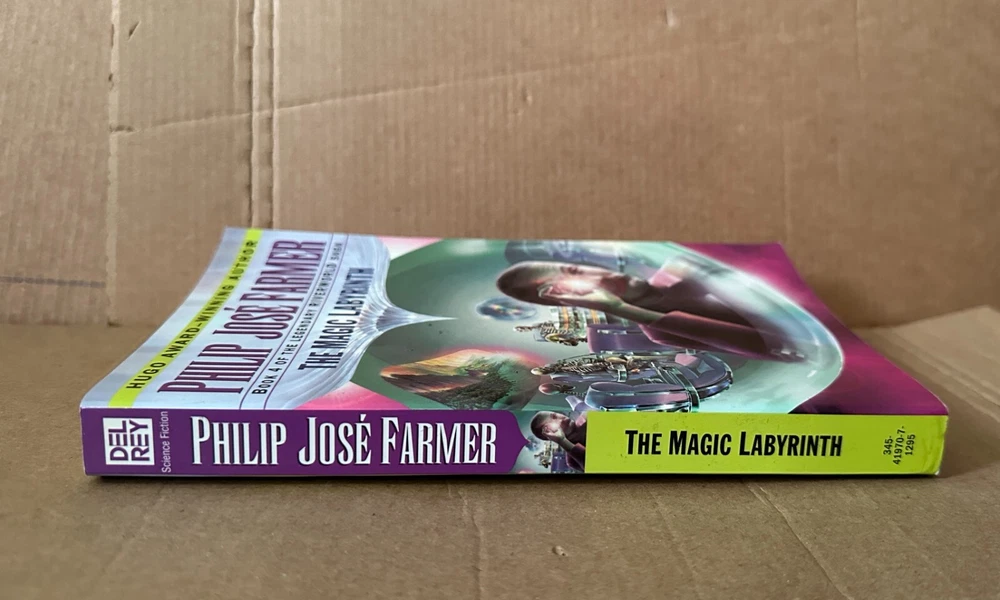 HUGO AWARD-WINNING AUTHOR
PHILIP JOSÉ FARMER
BOOK 4 OF THE LEGENDARY RIVERWORLD SAGA
THE MAGIC LABYRINTH
DEL
REY
Science Fiction
PHILIP JOSÉ FARMER
THE MAGIC LABYRINTH
345-
41970-7-
1295